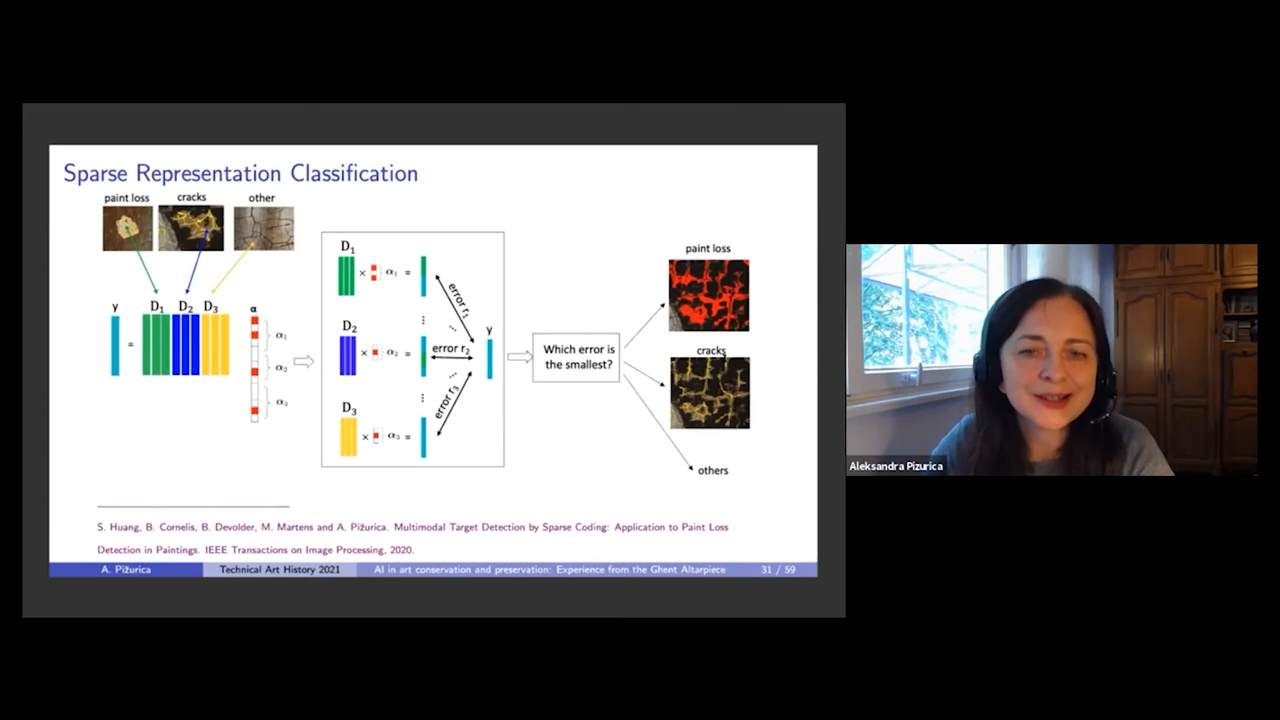 Sparse Representation Classification
paint loss
cracks
other
y
D1
D2
D3
α
=
α1
α2
α3
D1
× α1 =
error r1
D2
× α2 =
error r2
y
D3
× α3 =
error r3
Which error is
the smallest?
paint loss
cracks
others
S. Huang, B. Cornelis, B. Devolder, M. Martens and A. Pižurica. Multimodal Target Detection by Sparse Coding: Application to Paint Loss
Detection in Paintings. IEEE Transactions on Image Processing, 2020.
A. Pižurica
Technical Art History 2021
AI in art conservation and preservation: Experience from the Ghent Altarpiece
31 / 59
Aleksandra Pizurica